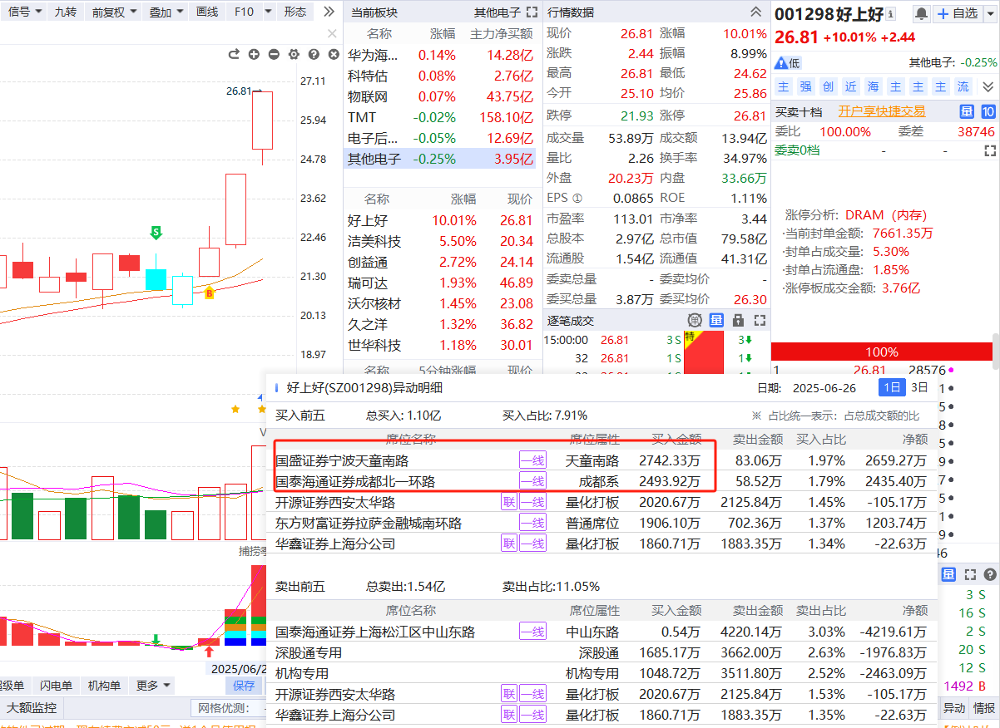 信号 九转 前复权 叠加 画线 F10 形态
26.81
27.11
25.94
24.78
23.62
22.46
21.30
20.13
18.97
S
B
当前板块 其他电子
名称 涨幅 主力净买额
华为海... 0.14% 14.28亿
科特估 0.08% 2.76亿
物联网 0.07% 43.75亿
TMT -0.02% 158.10亿
电子后... -0.05% 12.69亿
其他电子 -0.25% 3.95亿
名称 涨幅 现价
好上好 10.01% 26.81
洁美科技 5.50% 20.34
创益通 2.72% 24.14
瑞可达 1.93% 46.89
沃尔核材 1.45% 23.08
久之洋 1.32% 36.82
世华科技 1.18% 30.01
名称 5分钟涨幅 现价
行情数据
现价 26.81 涨幅 10.01%
涨跌 2.44 振幅 8.99%
最高 26.81 最低 24.62
今开 25.10 均价 25.86
跌停 21.93 涨停 26.81
成交量 53.89万 成交额 13.94亿
量比 2.26 换手率 34.97%
外盘 20.23万 内盘 33.66万
EPS ① 0.0865 ROE 1.11%
市盈率 113.01 市净率 3.44
总股本 2.97亿 总市值 79.58亿
流通股 1.54亿 流通值 41.31亿
委卖总量 - 委卖均价 -
委买总量 3.87万 委买均价 26.30
逐笔成交 单 量
15:00:00 26.81 3 S 特 3
32 26.81 1 S 1
001298好上好 自选
26.81 +10.01% +2.44
低 其他电子: -0.25%
主 强 创 近 海 主 主 主 流
买卖十档 开户享快捷交易 量 10
委比 100.00% 委差 38746
委卖0档 - -
涨停分析: DRAM（内存）
·当前封单金额: 7661.35万
·封单占成交量: 5.30%
·封单占流通盘: 1.85%
·涨停板成交金额: 3.76亿
100%
1 26.81 28576
好上好(SZ001298)异动明细 日期: 2025-06-26 1日 3日
买入前五 总买入: 1.10亿 买入占比: 7.91% ※ 占比统一表示：占总成交额的比
席位名称 席位属性 买入金额 卖出金额 买入占比 净额
国盛证券宁波天童南路 一线 天童南路 2742.33万 83.06万 1.97% 2659.27万
国泰海通证券成都北一环路 一线 成都系 2493.92万 58.52万 1.79% 2435.40万
开源证券西安太华路 联 一线 量化打板 2020.67万 2125.84万 1.45% -105.17万
东方财富证券拉萨金融城南环路 一线 普通席位 1906.10万 702.36万 1.37% 1203.74万
华鑫证券上海分公司 联 一线 量化打板 1860.71万 1883.35万 1.34% -22.63万
卖出前五 总卖出:1.54亿 卖出占比:11.05%
席位名称 席位属性 买入金额 卖出金额 卖出占比 净额
国泰海通证券上海松江区中山东路 一线 中山东路 0.54万 4220.14万 3.03% -4219.61万
深股通专用 深股通 1685.17万 3662.00万 2.63% -1976.83万
机构专用 机构专用 1048.72万 3511.80万 2.52% -2463.09万
开源证券西安太华路 联 一线 量化打板 2020.67万 2125.84万 1.53% -105.17万
华鑫证券上海分公司 联 一线 量化打板 1860.71万 1883.35万 1.35% -22.63万
量
3 S
16 S
2 S
20 S
12 S
1492 B
异动 情报
2025/06/2
级单 闪电单 机构单 更多 保存
大额监控 网格优测: